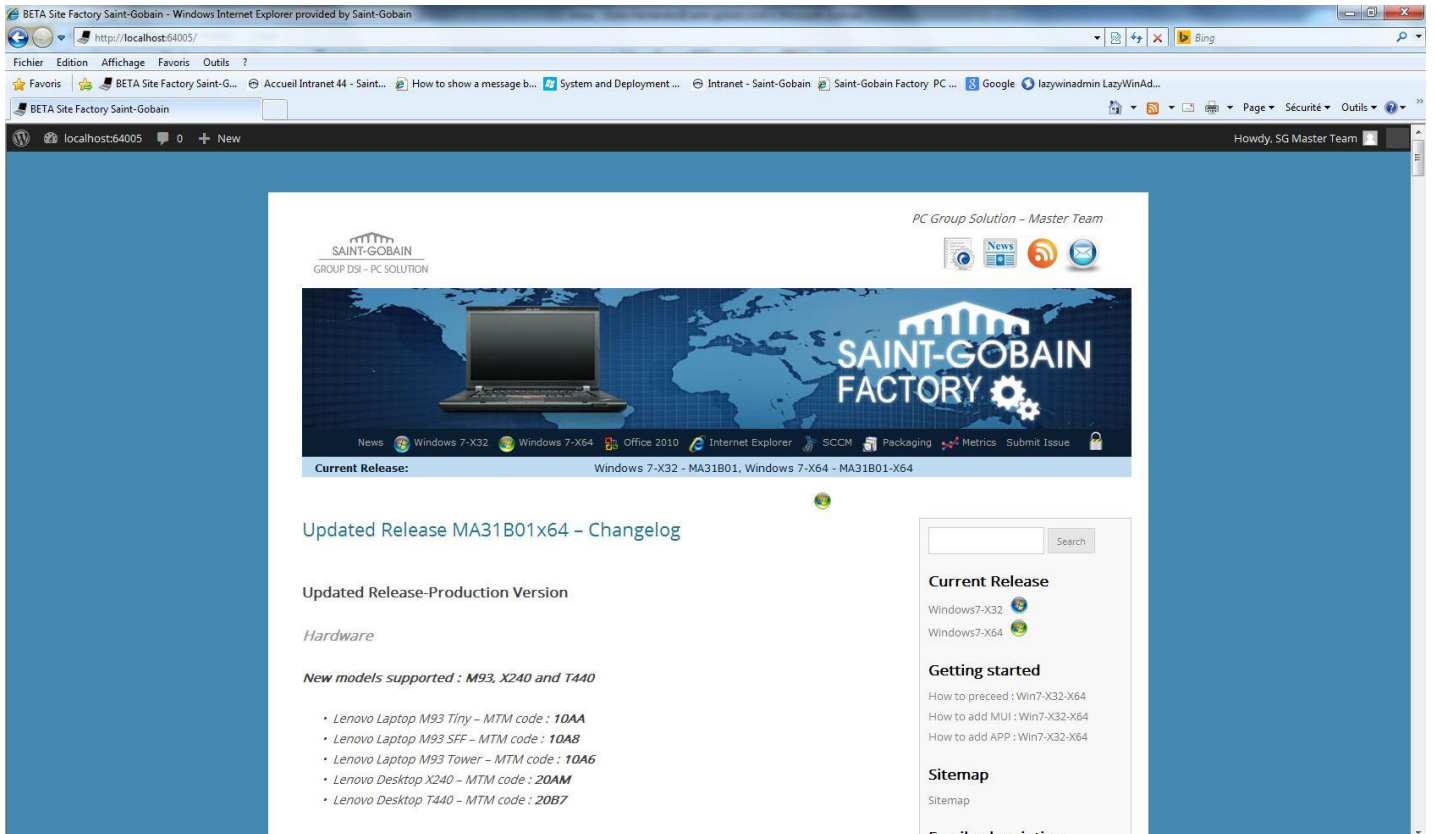 BETA Site Factory Saint-Gobain - Windows Internet Explorer provided by Saint-Gobain
http://localhost:64005/
Bing
Fichier Edition Affichage Favoris Outils ?
Favoris BETA Site Factory Saint-G... Accueil Intranet 44 - Saint... How to show a message b... System and Deployment ... Intranet - Saint-Gobain Saint-Gobain Factory PC ... Google lazywinadmin LazyWinAd...
BETA Site Factory Saint-Gobain
Page Sécurité Outils
localhost:64005 0 + New
Howdy, SG Master Team
PC Group Solution – Master Team
SAINT-GOBAIN
GROUP DSI – PC SOLUTION
News
SAINT-GOBAIN
FACTORY
News Windows 7-X32 Windows 7-X64 Office 2010 Internet Explorer SCCM Packaging Metrics Submit Issue
Current Release: Windows 7-X32 - MA31B01, Windows 7-X64 - MA31B01-X64
Updated Release MA31B01x64 – Changelog
Updated Release-Production Version
Hardware
New models supported : M93, X240 and T440
• Lenovo Laptop M93 Tiny – MTM code : 10AA
• Lenovo Laptop M93 SFF – MTM code : 10A8
• Lenovo Laptop M93 Tower – MTM code : 10A6
• Lenovo Desktop X240 – MTM code : 20AM
• Lenovo Desktop T440 – MTM code : 20B7
Search
Current Release
Windows7-X32
Windows7-X64
Getting started
How to preceed : Win7-X32-X64
How to add MUI : Win7-X32-X64
How to add APP : Win7-X32-X64
Sitemap
Sitemap